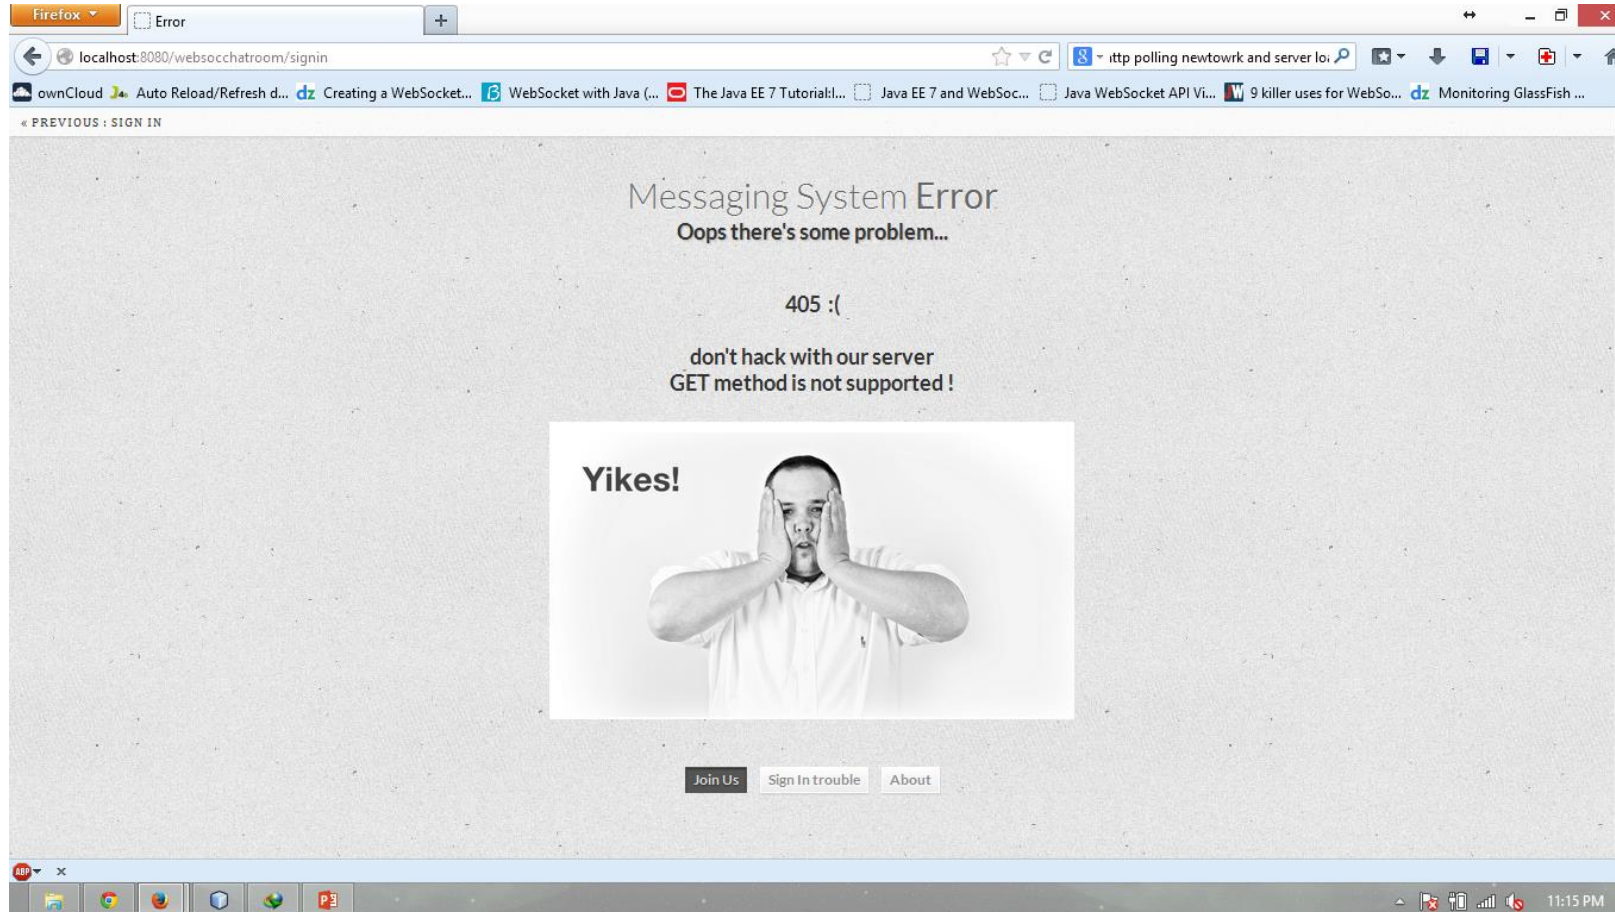 Firefox
Error
localhost:8080/websocchatroom/signin
ttp polling newtowrk and server loa
ownCloud
Auto Reload/Refresh d...
Creating a WebSocket...
WebSocket with Java (...
The Java EE 7 Tutorial:I...
Java EE 7 and WebSoc...
Java WebSocket API Vi...
9 killer uses for WebSo...
Monitoring GlassFish ...
« PREVIOUS : SIGN IN
Messaging System Error
Oops there's some problem...
405 :(
don't hack with our server
GET method is not supported !
Yikes!
Join Us
Sign In trouble
About
ABP
11:15 PM